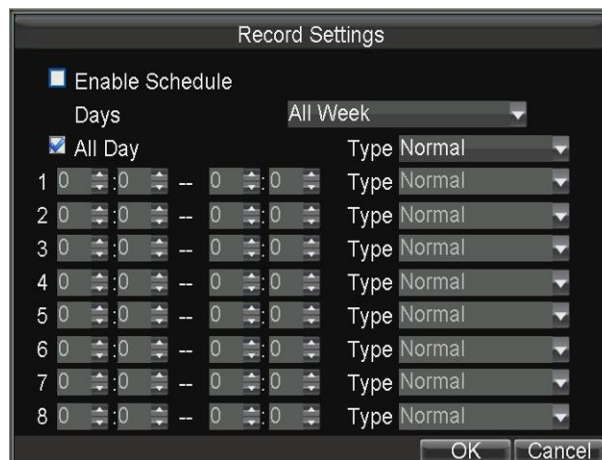 Record Settings
Enable Schedule
Days All Week
All Day Type Normal
1 0 :0 -- 0 :0 Type Normal
2 0 :0 -- 0 :0 Type Normal
3 0 :0 -- 0 :0 Type Normal
4 0 :0 -- 0 :0 Type Normal
5 0 :0 -- 0 :0 Type Normal
6 0 :0 -- 0 :0 Type Normal
7 0 :0 -- 0 :0 Type Normal
8 0 :0 -- 0 :0 Type Normal
OK Cancel